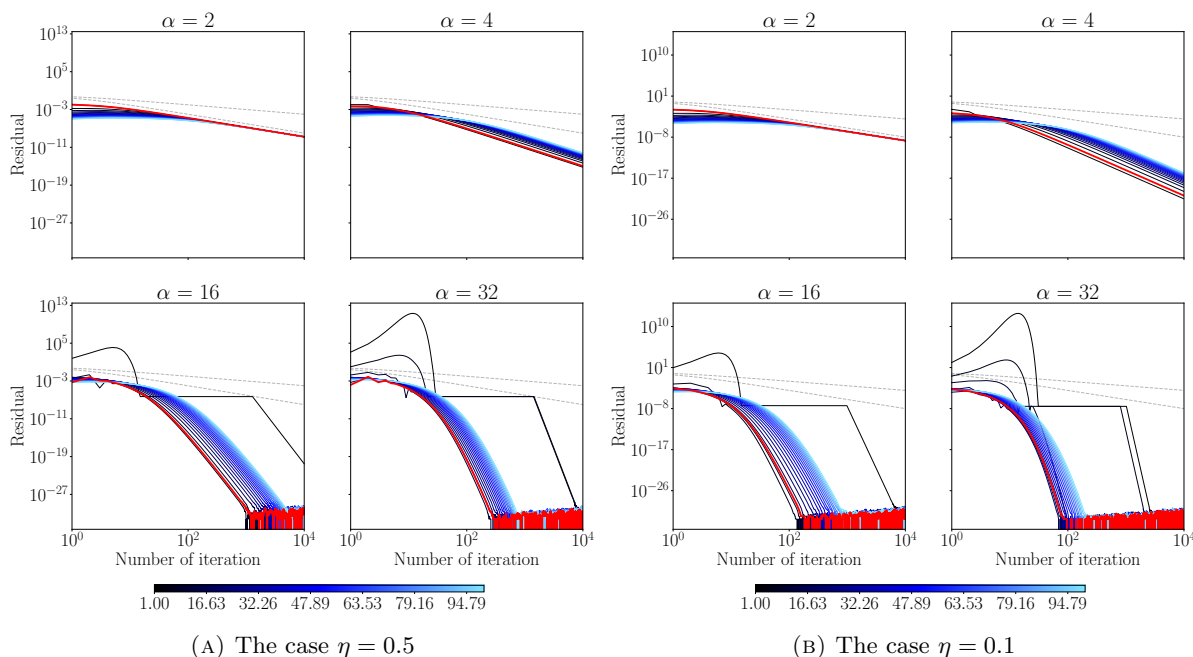 α = 2
α = 4
α = 2
α = 4
10^13
10^5
10^-3
10^-11
10^-19
10^-27
Residual
10^10
10^1
10^-8
10^-17
10^-26
Residual
α = 16
α = 32
α = 16
α = 32
10^13
10^5
10^-3
10^-11
10^-19
10^-27
Residual
10^10
10^1
10^-8
10^-17
10^-26
Residual
10^0 10^2 10^0 10^2 10^4
Number of iteration Number of iteration
10^0 10^2 10^0 10^2 10^4
Number of iteration Number of iteration
1.00 16.63 32.26 47.89 63.53 79.16 94.79
1.00 16.63 32.26 47.89 63.53 79.16 94.79
(A) The case η = 0.5
(B) The case η = 0.1